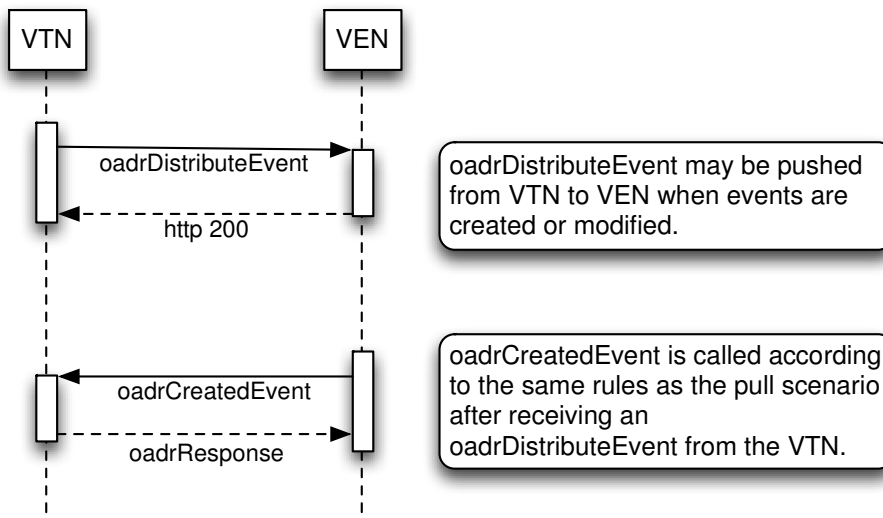 VTN
VEN
oadrDistributeEvent
http 200
oadrDistributeEvent may be pushed
from VTN to VEN when events are
created or modified.
oadrCreatedEvent
oadrResponse
oadrCreatedEvent is called according
to the same rules as the pull scenario
after receiving an
oadrDistributeEvent from the VTN.